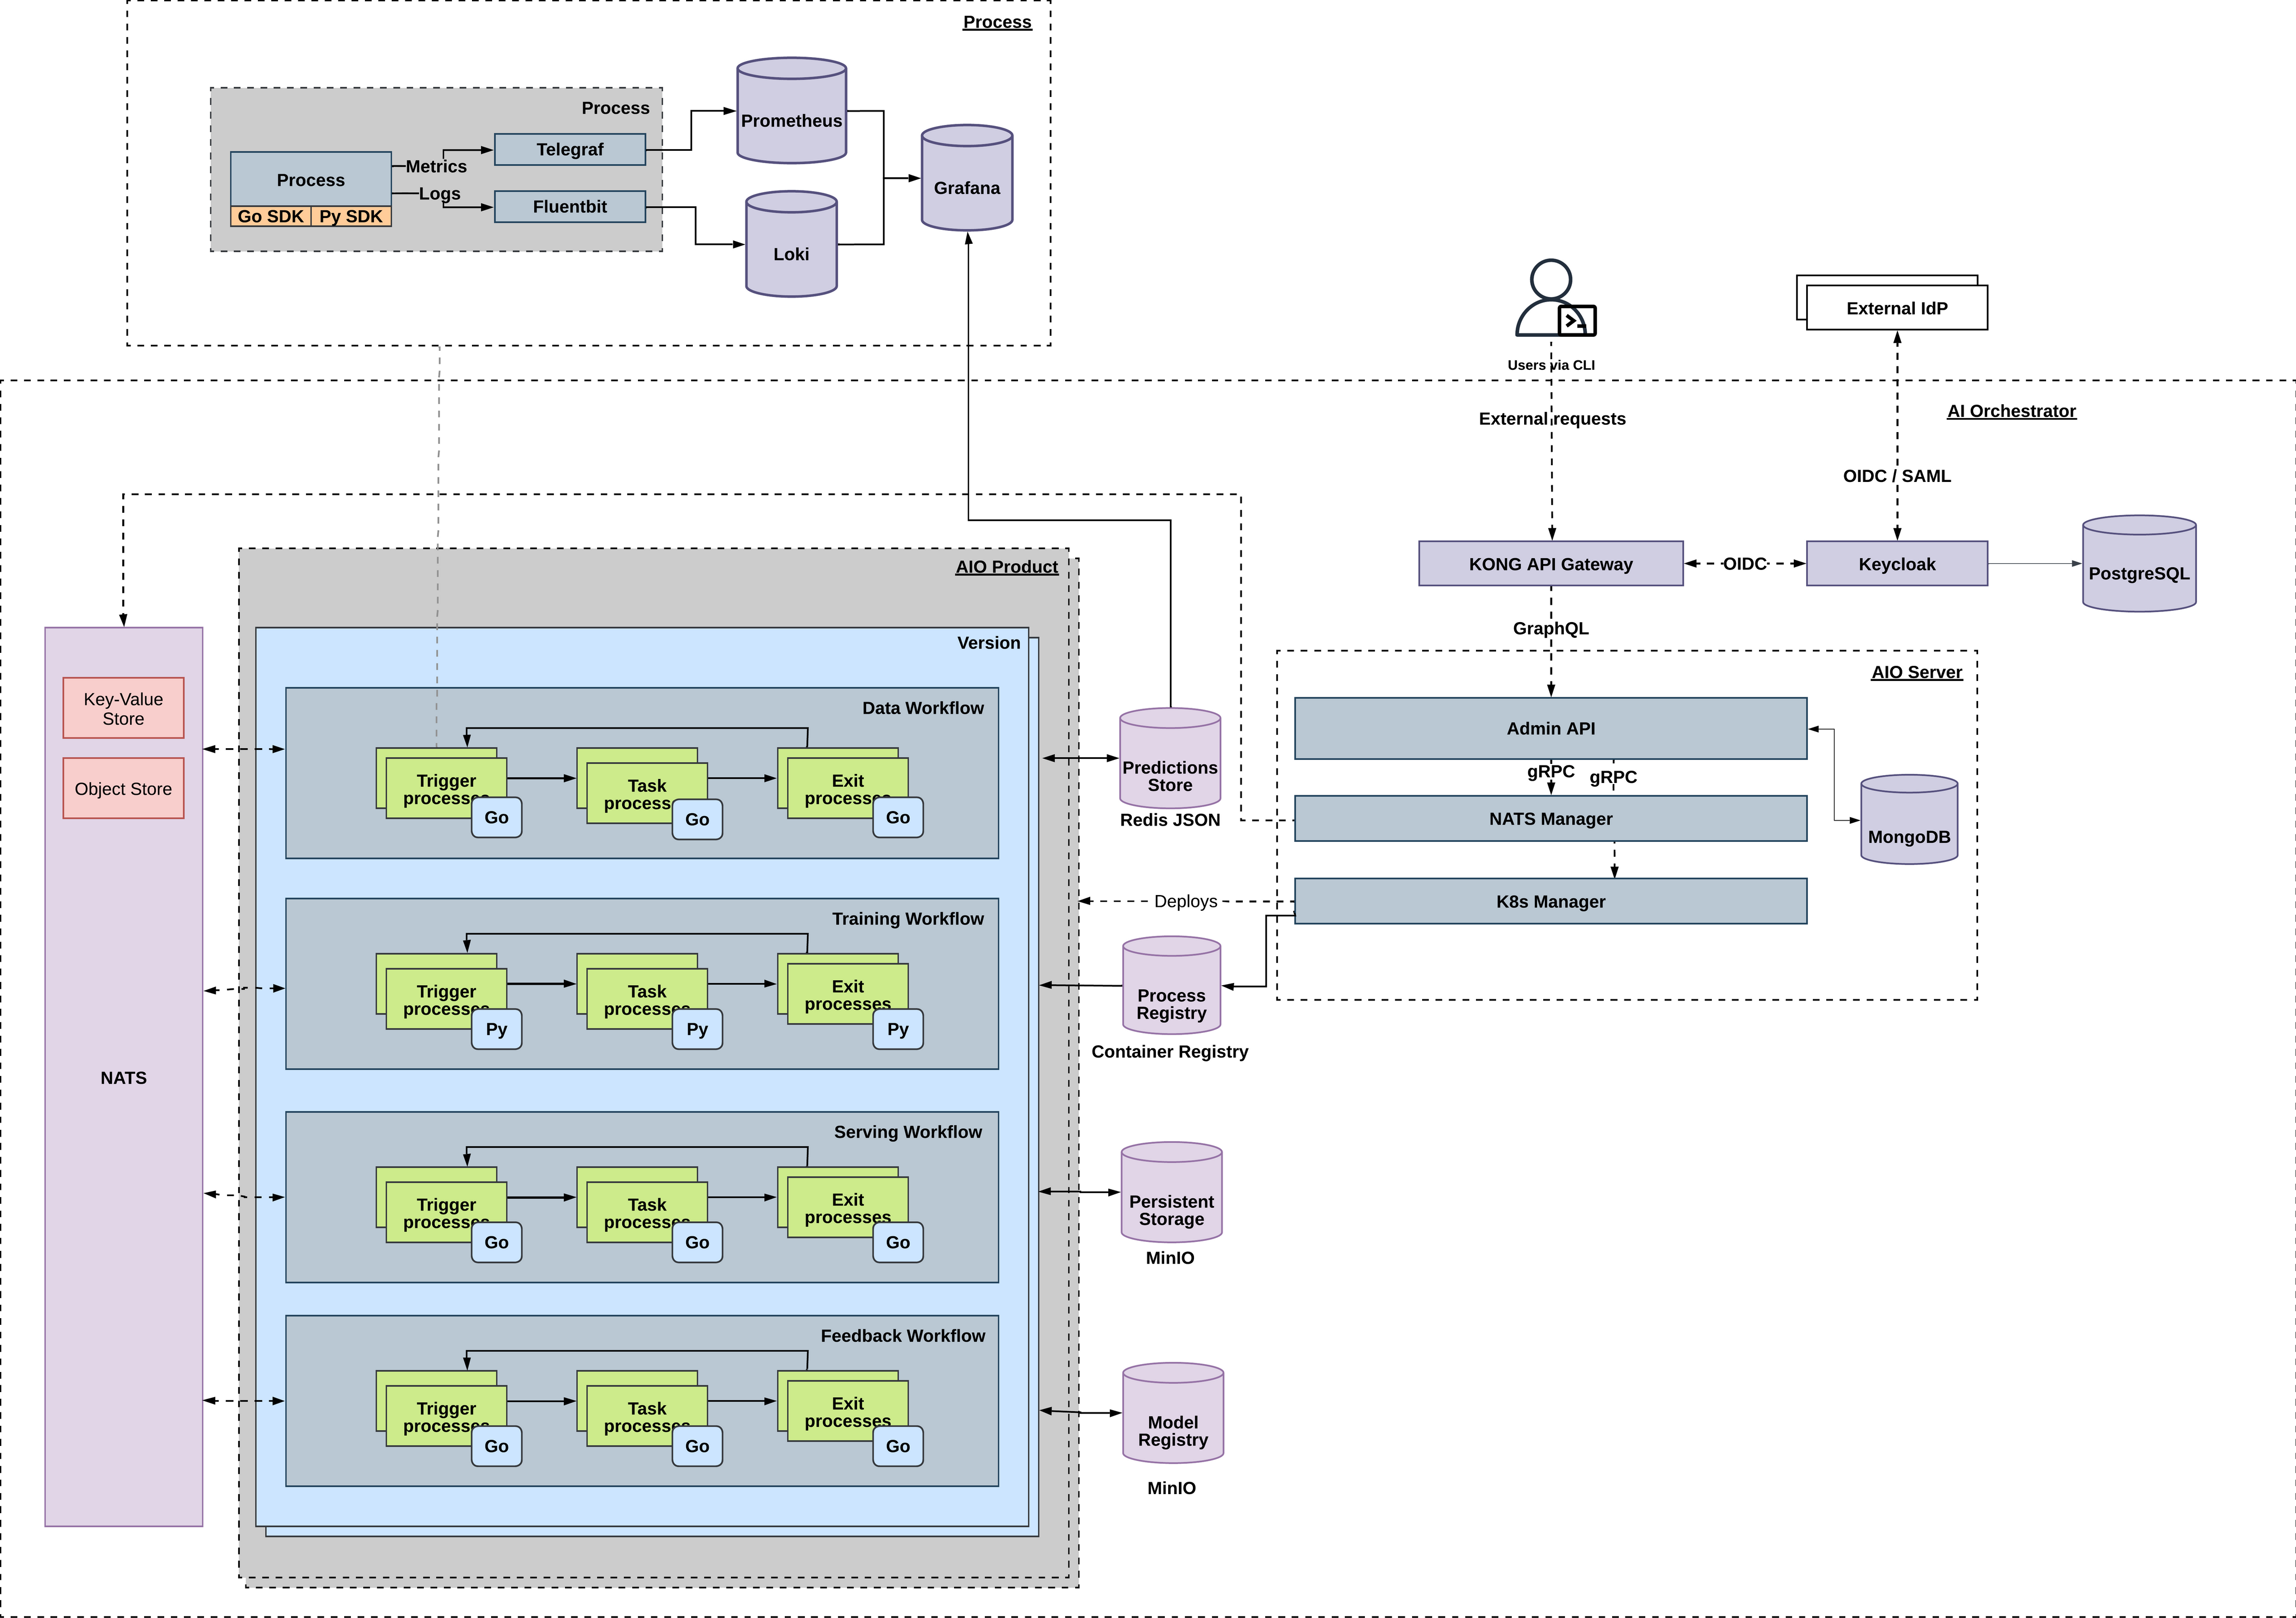 Process
Process
Process
Go SDK
Py SDK
Metrics
Logs
Telegraf
Fluentbit
Prometheus
Loki
Grafana
Users via CLI
External IdP
External requests
AI Orchestrator
OIDC / SAML
KONG API Gateway
OIDC
Keycloak
PostgreSQL
GraphQL
AIO Server
Admin API
gRPC
gRPC
NATS Manager
K8s Manager
MongoDB
AIO Product
Version
Key-Value
Store
Object Store
NATS
Data Workflow
Trigger
processes
Go
Task
process
Go
Exit
processes
Go
Training Workflow
Trigger
processes
Py
Task
processes
Py
Exit
processes
Py
Serving Workflow
Trigger
processes
Go
Task
processes
Go
Exit
processes
Go
Feedback Workflow
Trigger
processes
Go
Task
processes
Go
Exit
processes
Go
Predictions
Store
Redis JSON
Deploys
Process
Registry
Container Registry
Persistent
Storage
MinIO
Model
Registry
MinIO